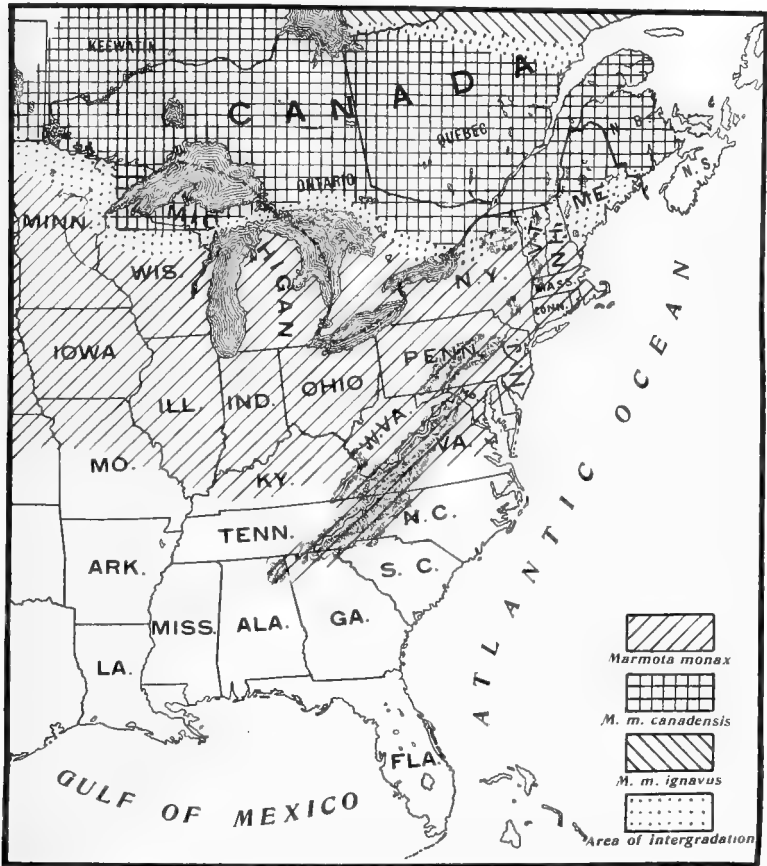 KEEWATIN
CANADA
QUEBEC
ONTARIO
N B
N. S.
ME
MINN.
MIC
HIGAN
WIS.
VT.
N.H.
MASS.
CONN.
N.Y.
IOWA
PENN.
N.J.
ILL.
IND.
OHIO
W.VA.
VA.
MO.
KY
TENN.
N.C.
ARK.
S. C.
MISS.
ALA.
GA.
LA.
FLA.
ATLANTIC OCEAN
GULF OF MEXICO
Marmota monax
M. m. canadensis
M. m. ignavus
Area of Intergradation